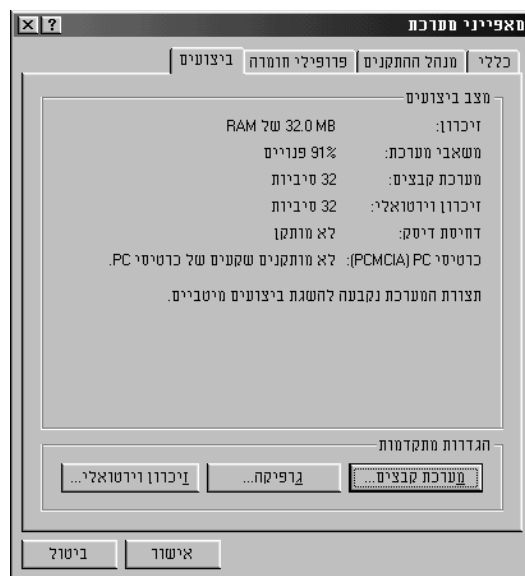 מאפייני מערכת
כללי מנהל ההתקנים פרופילי חומרה ביצועים
מצב ביצועים
זיכרון: 32.0 MB של RAM
משאבי מערכת: 91% פנויים
מערכת קבצים: 32 סיביות
זיכרון וירטואלי: 32 סיביות
דחיסת דיסק: לא מותקן
כרטיסי PC (PCMCIA): לא מותקנים שקעים של כרטיסי PC.
תצורת המערכת נקבעה להשגת ביצועים מיטביים.
הגדרות מתקדמות
מערכת קבצים... גרפיקה... זיכרון וירטואלי...
אישור ביטול